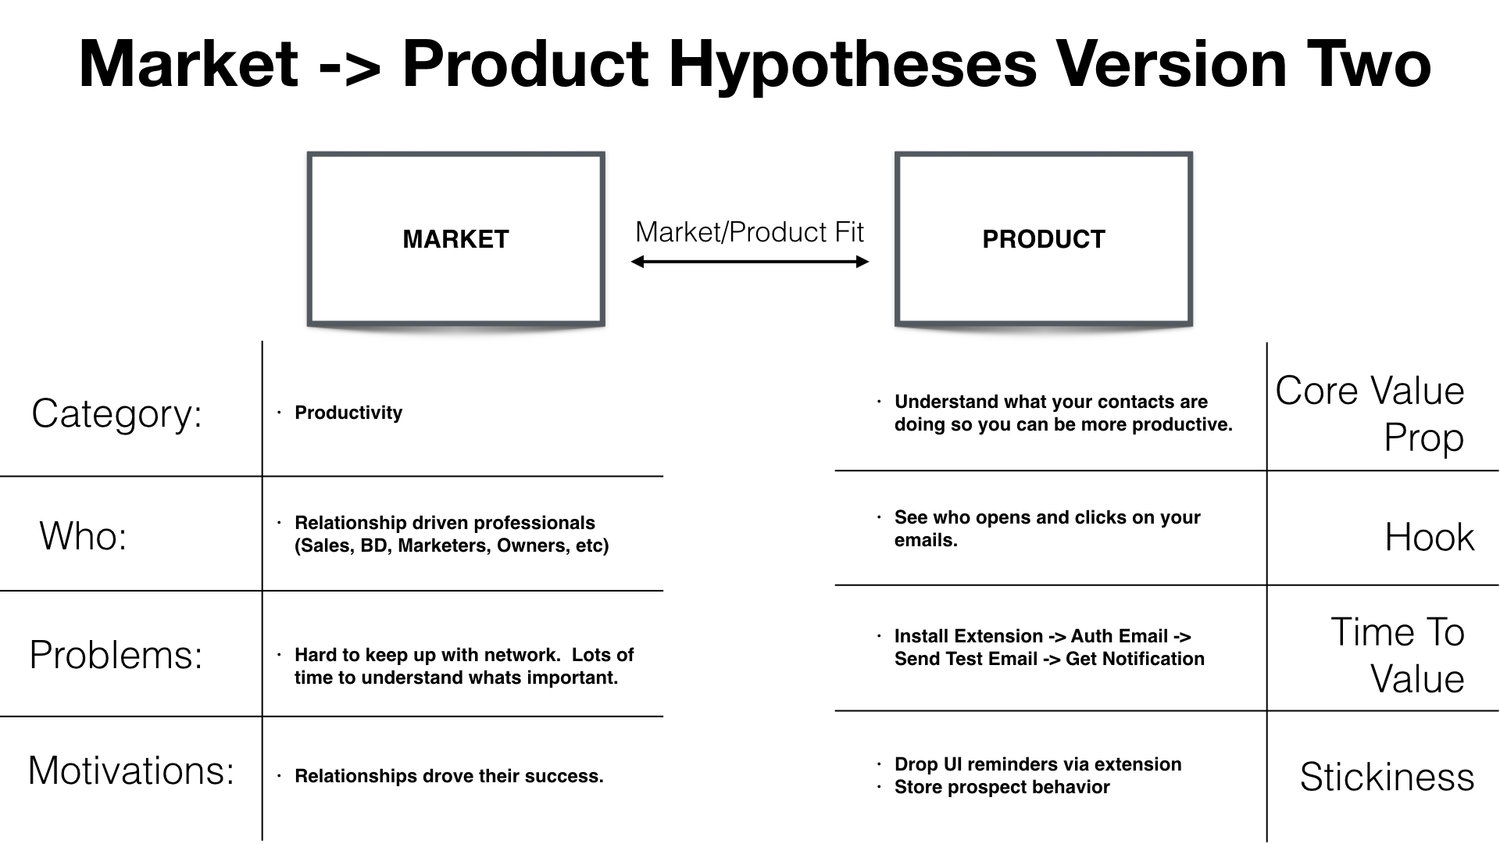 Market -> Product Hypotheses Version Two
MARKET
Market/Product Fit
PRODUCT
Category:
· Productivity
Who:
· Relationship driven professionals
(Sales, BD, Marketers, Owners, etc)
Problems:
· Hard to keep up with network.  Lots of
time to understand whats important.
Motivations:
· Relationships drove their success.
· Understand what your contacts are
doing so you can be more productive.
Core Value
Prop
· See who opens and clicks on your
emails.
Hook
· Install Extension -> Auth Email ->
Send Test Email -> Get Notification
Time To
Value
· Drop UI reminders via extension
· Store prospect behavior
Stickiness